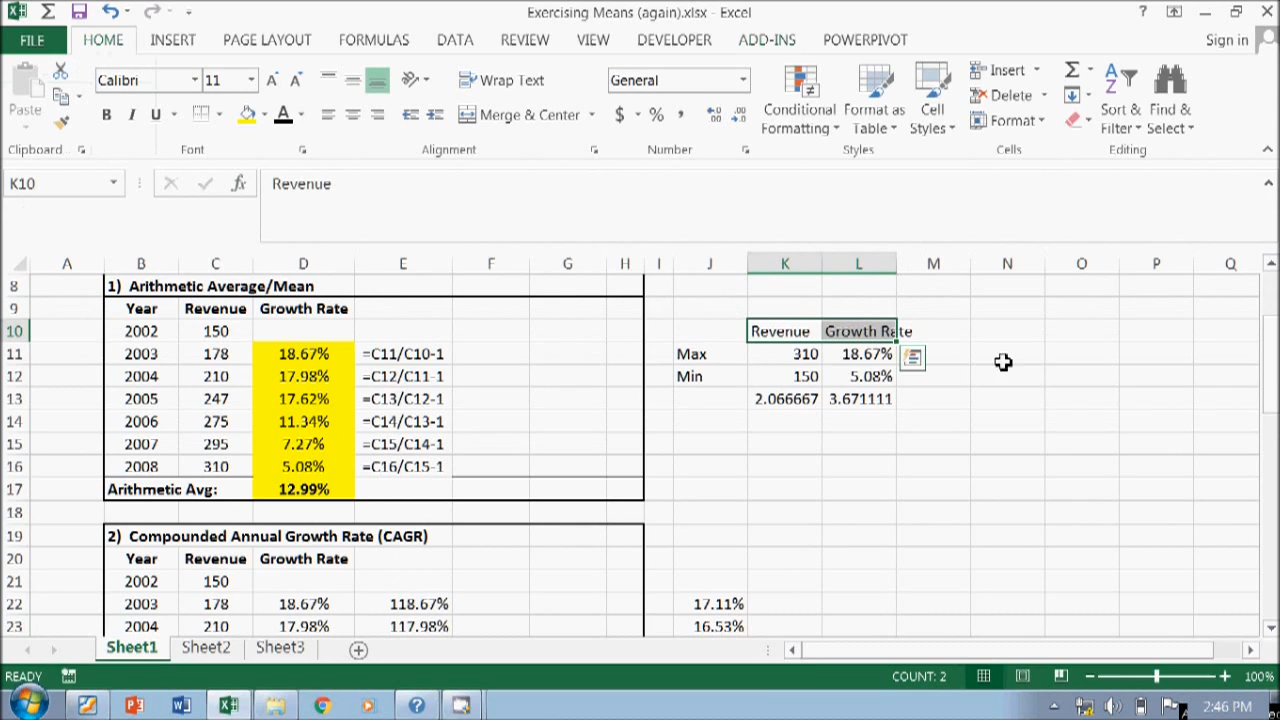 Exercising Means (again).xlsx - Excel
FILE HOME INSERT PAGE LAYOUT FORMULAS DATA REVIEW VIEW DEVELOPER ADD-INS POWERPIVOT Sign in
Paste Calibri 11 Wrap Text General Conditional Formatting Format as Table Cell Styles Insert Σ Sort & Filter Find & Select
B I U A Merge & Center $ % , Delete
Format
Clipboard Font Alignment Number Styles Cells Editing
K10 fx Revenue
A B C D E F G H I J K L M N O P Q
8 1) Arithmetic Average/Mean
9 Year Revenue Growth Rate
10 2002 150 Revenue Growth Rate
11 2003 178 18.67% =C11/C10-1 Max 310 18.67%
12 2004 210 17.98% =C12/C11-1 Min 150 5.08%
13 2005 247 17.62% =C13/C12-1 2.066667 3.671111
14 2006 275 11.34% =C14/C13-1
15 2007 295 7.27% =C15/C14-1
16 2008 310 5.08% =C16/C15-1
17 Arithmetic Avg: 12.99%
18
19 2) Compounded Annual Growth Rate (CAGR)
20 Year Revenue Growth Rate
21 2002 150
22 2003 178 18.67% 118.67% 17.11%
23 2004 210 17.98% 117.98% 16.53%
Sheet1 Sheet2 Sheet3
READY COUNT: 2 100%
2:46 PM